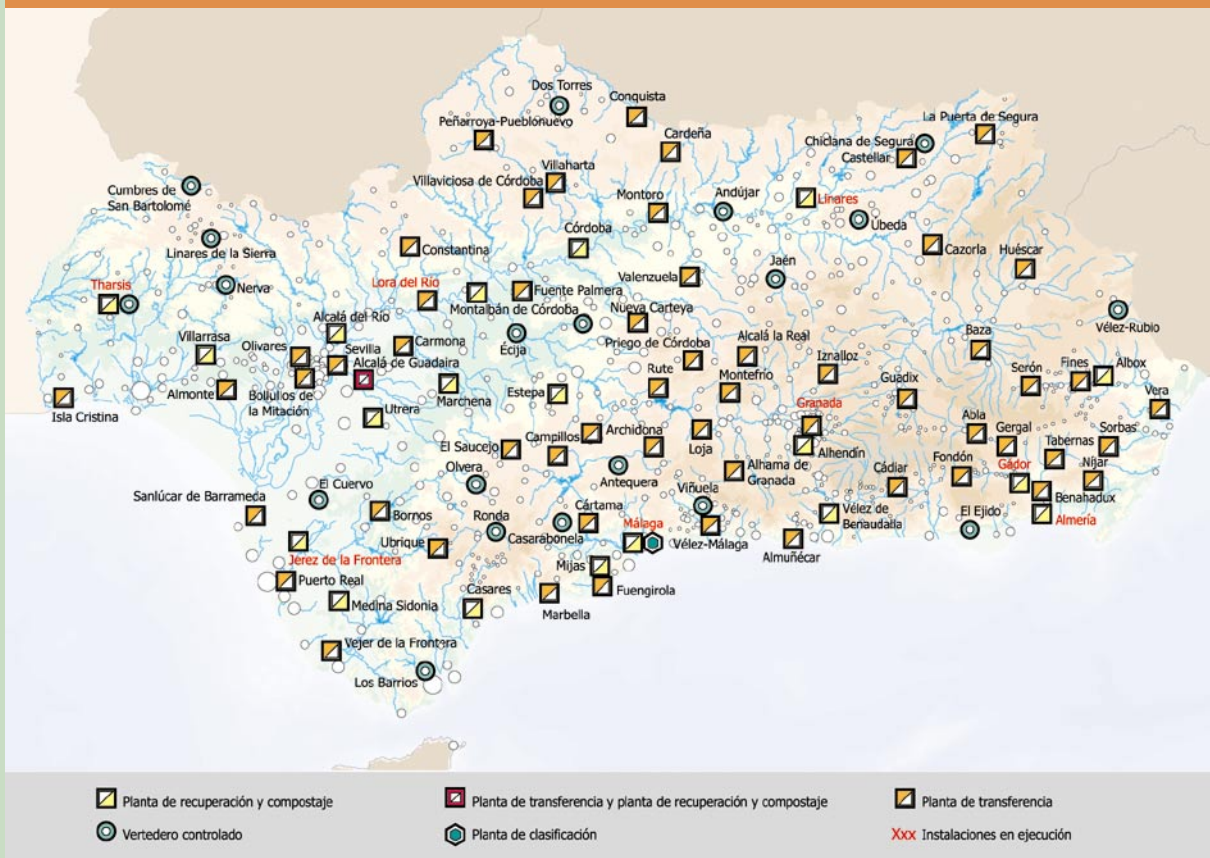 Dos Torres
Conquista
Peñarroya-Pueblonuevo
La Puerta de Segura
Cardeña
Chiclana de Segura
Castellar
Villaharta
Villaviciosa de Córdoba
Cumbres de
San Bartolomé
Montoro
Andújar
Linares
Úbeda
Córdoba
Linares de la Sierra
Constantina
Cazorla
Huéscar
Jaén
Valenzuela
Tharsis
Nerva
Lora del Río
Fuente Palmera
Montalbán de Córdoba
Nueva Carteya
Vélez-Rubio
Alcalá del Río
Villarrasa
Olivares
Sevilla
Carmona
Écija
Priego de Córdoba
Alcalá la Real
Iznalloz
Baza
Alcalá de Guadaira
Rute
Montefrío
Guadix
Serón
Fines
Albox
Almonte
Bollullos de
la Mitación
Marchena
Estepa
Vera
Isla Cristina
Utrera
Granada
Abla
Gergal
Sorbas
El Saucejo
Campillos
Archidona
Loja
Alhendín
Tabernas
Olvera
Antequera
Alhama de
Granada
Cádiar
Fondón
Gádor
Níjar
El Cuervo
Viñuela
Benahadux
Sanlúcar de Barrameda
Bornos
Ronda
Cártama
Málaga
Vélez de
Benaudalla
El Ejido
Almería
Casarabonela
Ubrique
Vélez-Málaga
Almuñécar
Jerez de la Frontera
Mijas
Puerto Real
Fuengirola
Casares
Medina Sidonia
Marbella
Vejer de la Frontera
Los Barrios
Planta de recuperación y compostaje
Planta de transferencia y planta de recuperación y compostaje
Planta de transferencia
Vertedero controlado
Planta de clasificación
Xxx Instalaciones en ejecución